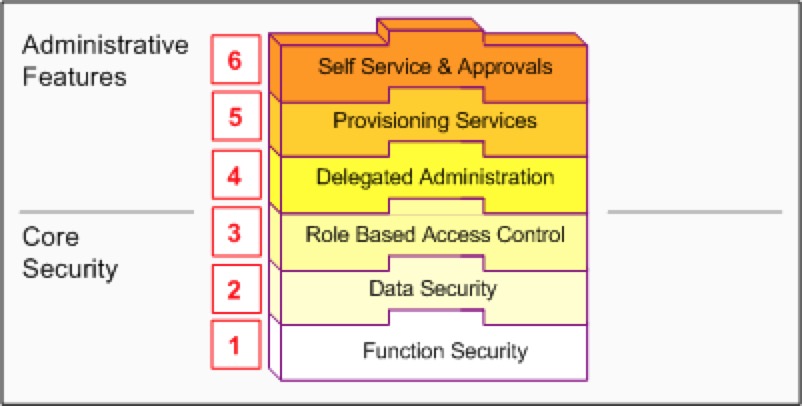 Administrative
Features
6
Self Service & Approvals
5
Provisioning Services
4
Delegated Administration
Core
Security
3
Role Based Access Control
2
Data Security
1
Function Security